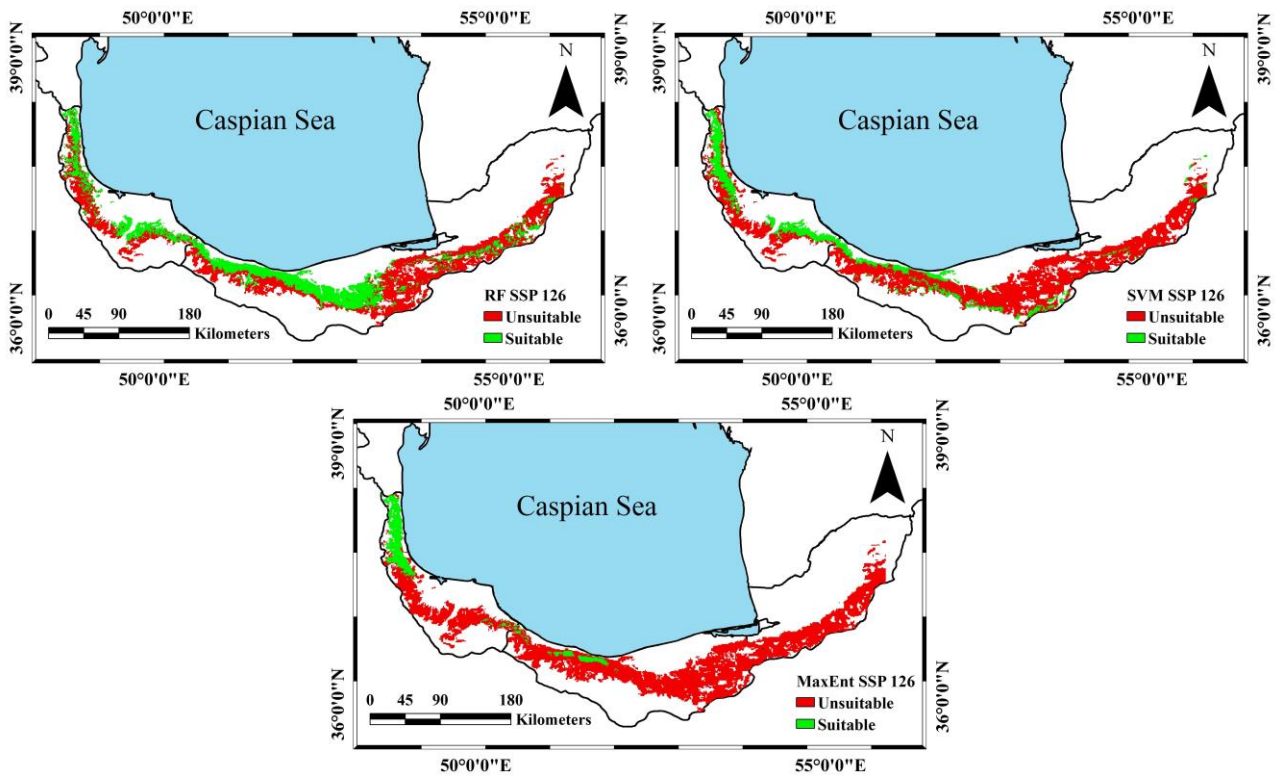 50°0'0"E 55°0'0"E
39°0'0"N
36°0'0"N
Caspian Sea
N
RF SSP 126
Unsuitable
Suitable
0 45 90 180
Kilometers
39°0'0"N
36°0'0"N
50°0'0"E 55°0'0"E
50°0'0"E 55°0'0"E
39°0'0"N
36°0'0"N
Caspian Sea
N
SVM SSP 126
Unsuitable
Suitable
0 45 90 180
Kilometers
39°0'0"N
36°0'0"N
50°0'0"E 55°0'0"E
50°0'0"E 55°0'0"E
39°0'0"N
36°0'0"N
Caspian Sea
N
MaxEnt SSP 126
Unsuitable
Suitable
0 45 90 180
Kilometers
39°0'0"N
36°0'0"N
50°0'0"E 55°0'0"E